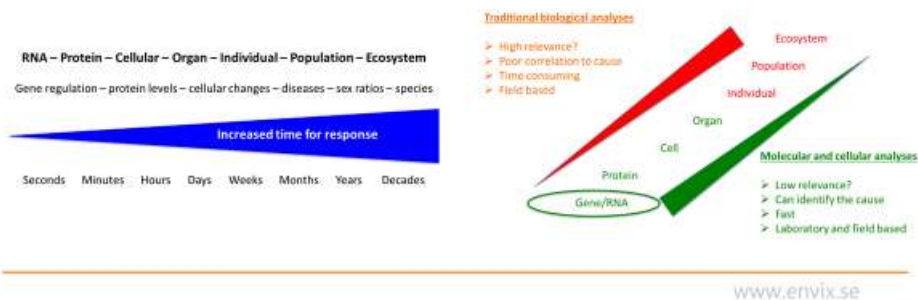 RNA – Protein – Cellular – Organ – Individual – Population – Ecosystem
Gene regulation – protein levels – cellular changes – diseases – sex ratios – species
Increased time for response
Seconds Minutes Hours Days Weeks Months Years Decades
Traditional biological analyses
➢ High relevance?
➢ Poor correlation to cause
➢ Time consuming
➢ Field based
Ecosystem
Population
Individual
Organ
Cell
Protein
Gene/RNA
Molecular and cellular analyses
➢ Low relevance?
➢ Can identify the cause
➢ Fast
➢ Laboratory and field based
www.envix.se